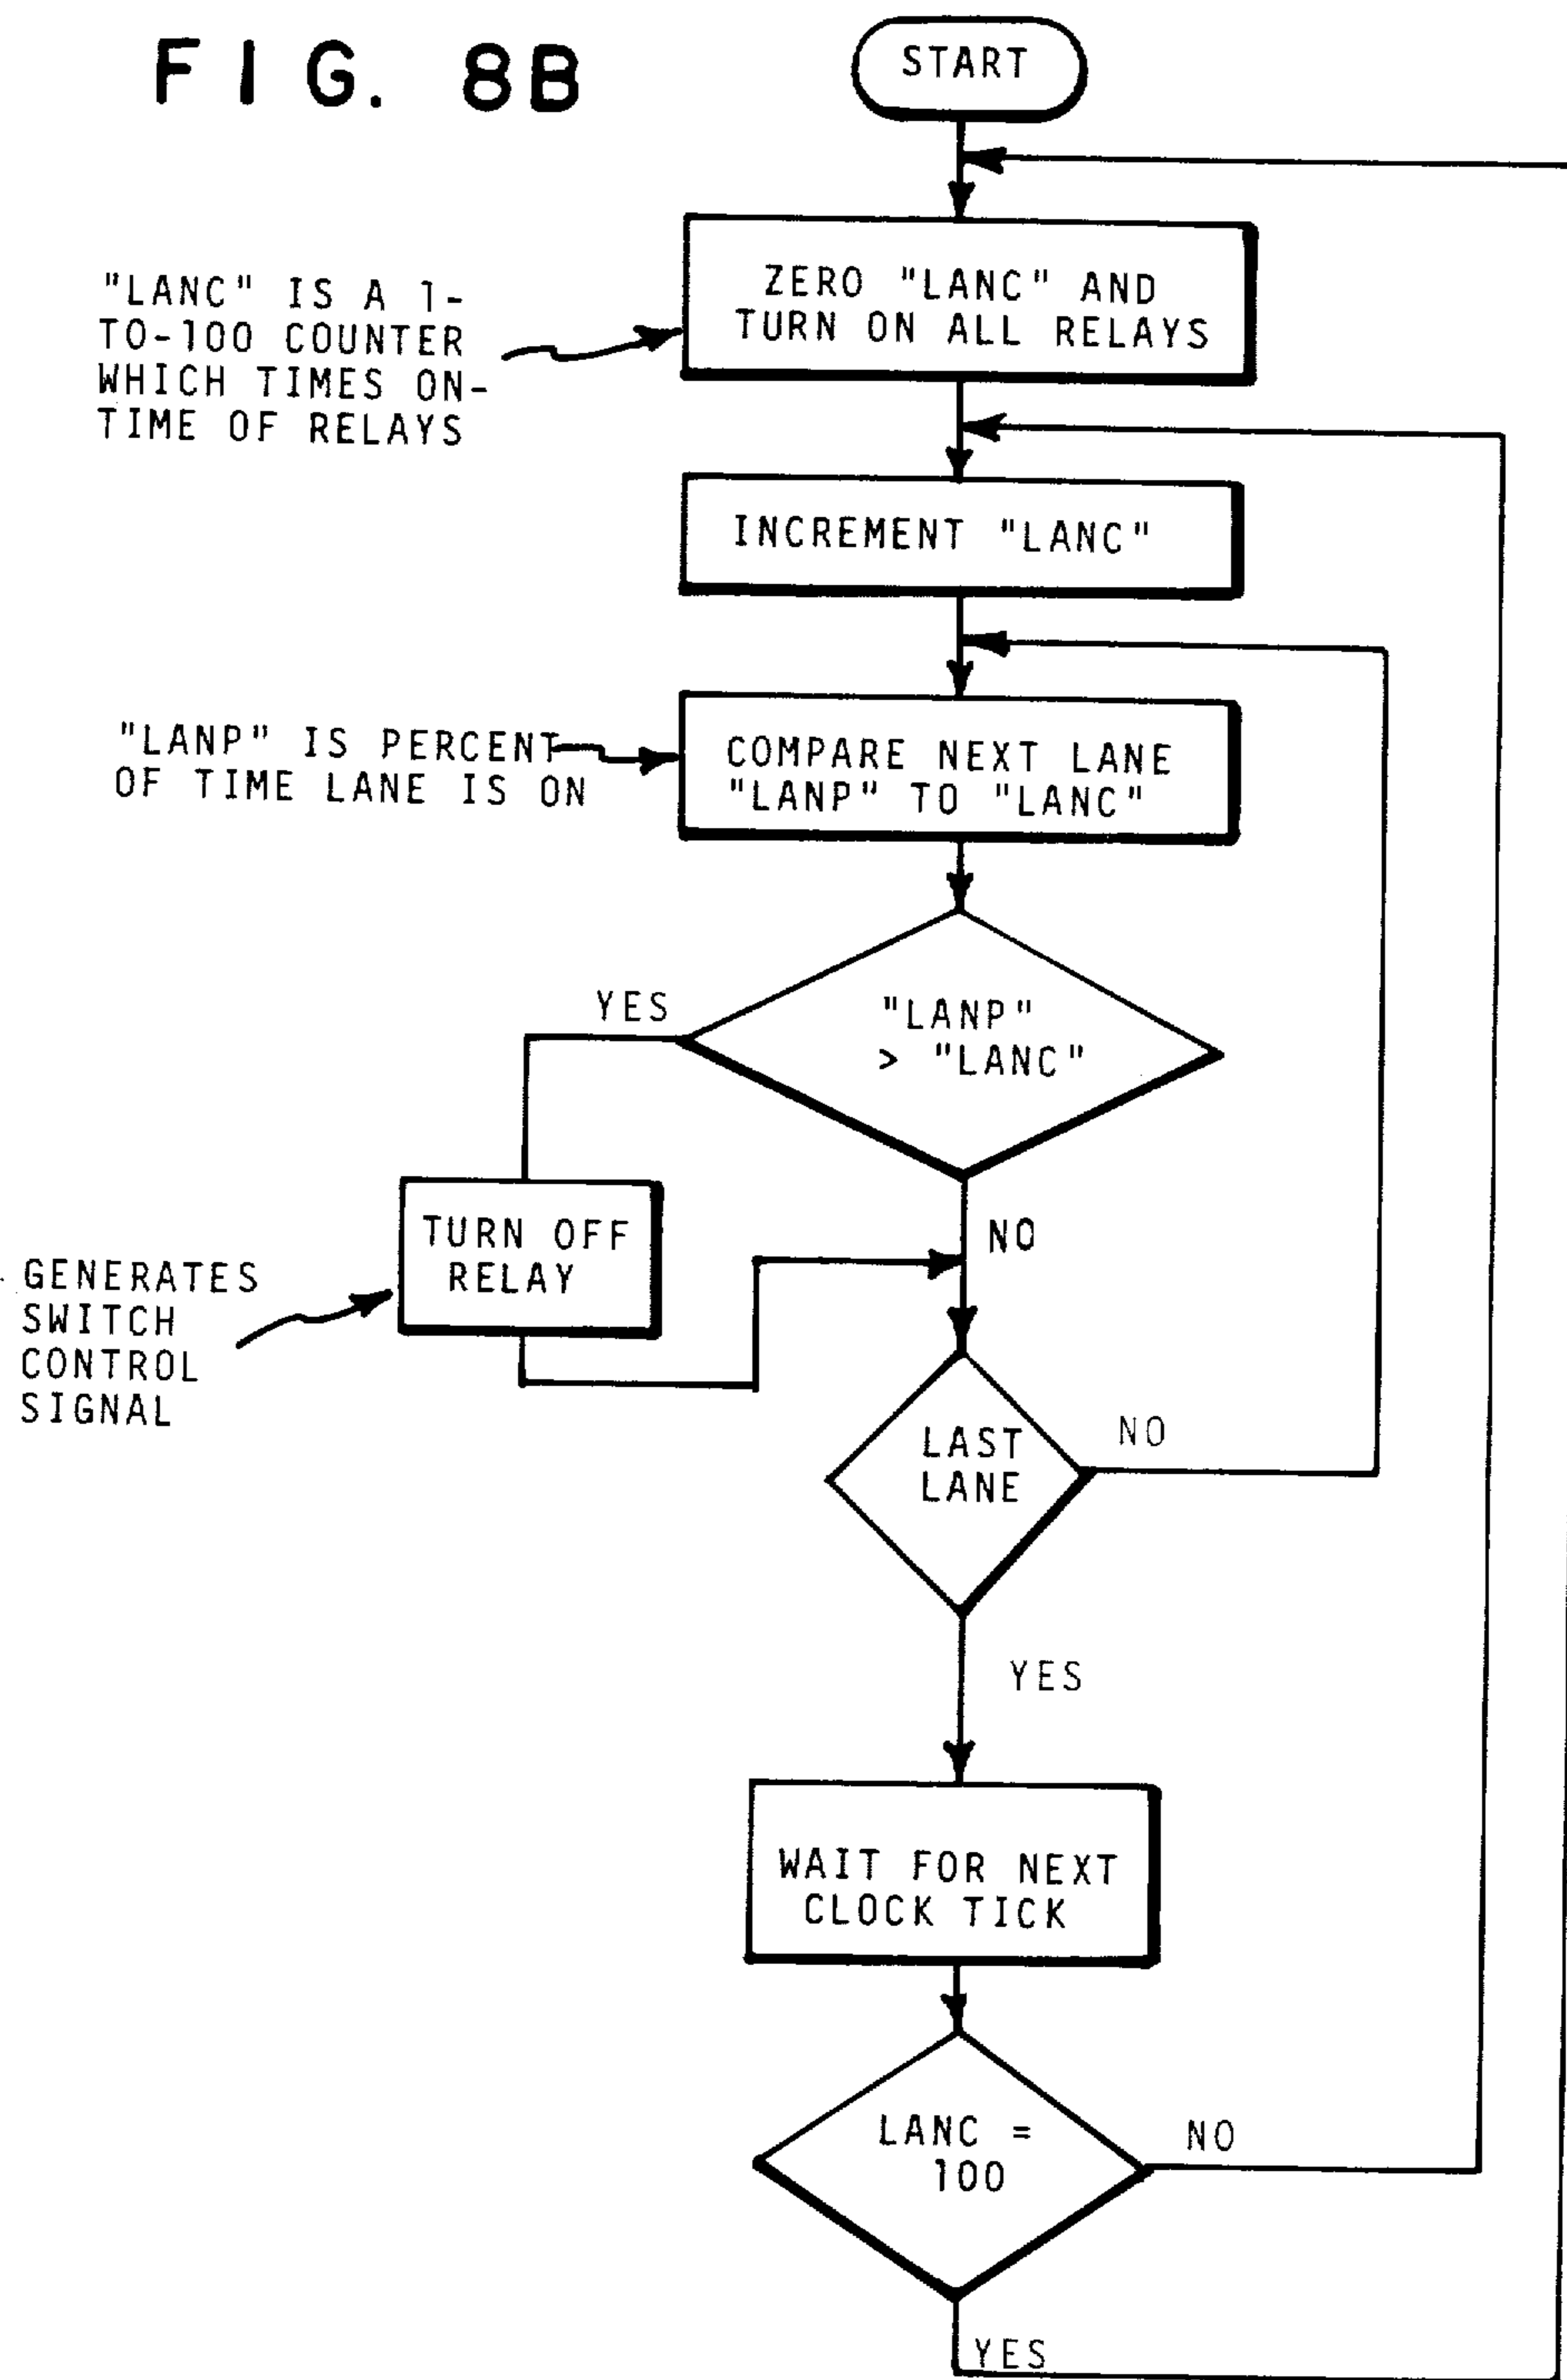 FIG. 8B
START
"LANC" IS A 1-
TO-100 COUNTER
WHICH TIMES ON-
TIME OF RELAYS
ZERO "LANC" AND
TURN ON ALL RELAYS
INCREMENT "LANC"
"LANP" IS PERCENT
OF TIME LANE IS ON
COMPARE NEXT LANE
"LANP" TO "LANC"
YES
"LANP"
> "LANC"
NO
TURN OFF
RELAY
GENERATES
SWITCH
CONTROL
SIGNAL
LAST
LANE
NO
YES
WAIT FOR NEXT
CLOCK TICK
LANC =
100
NO
YES